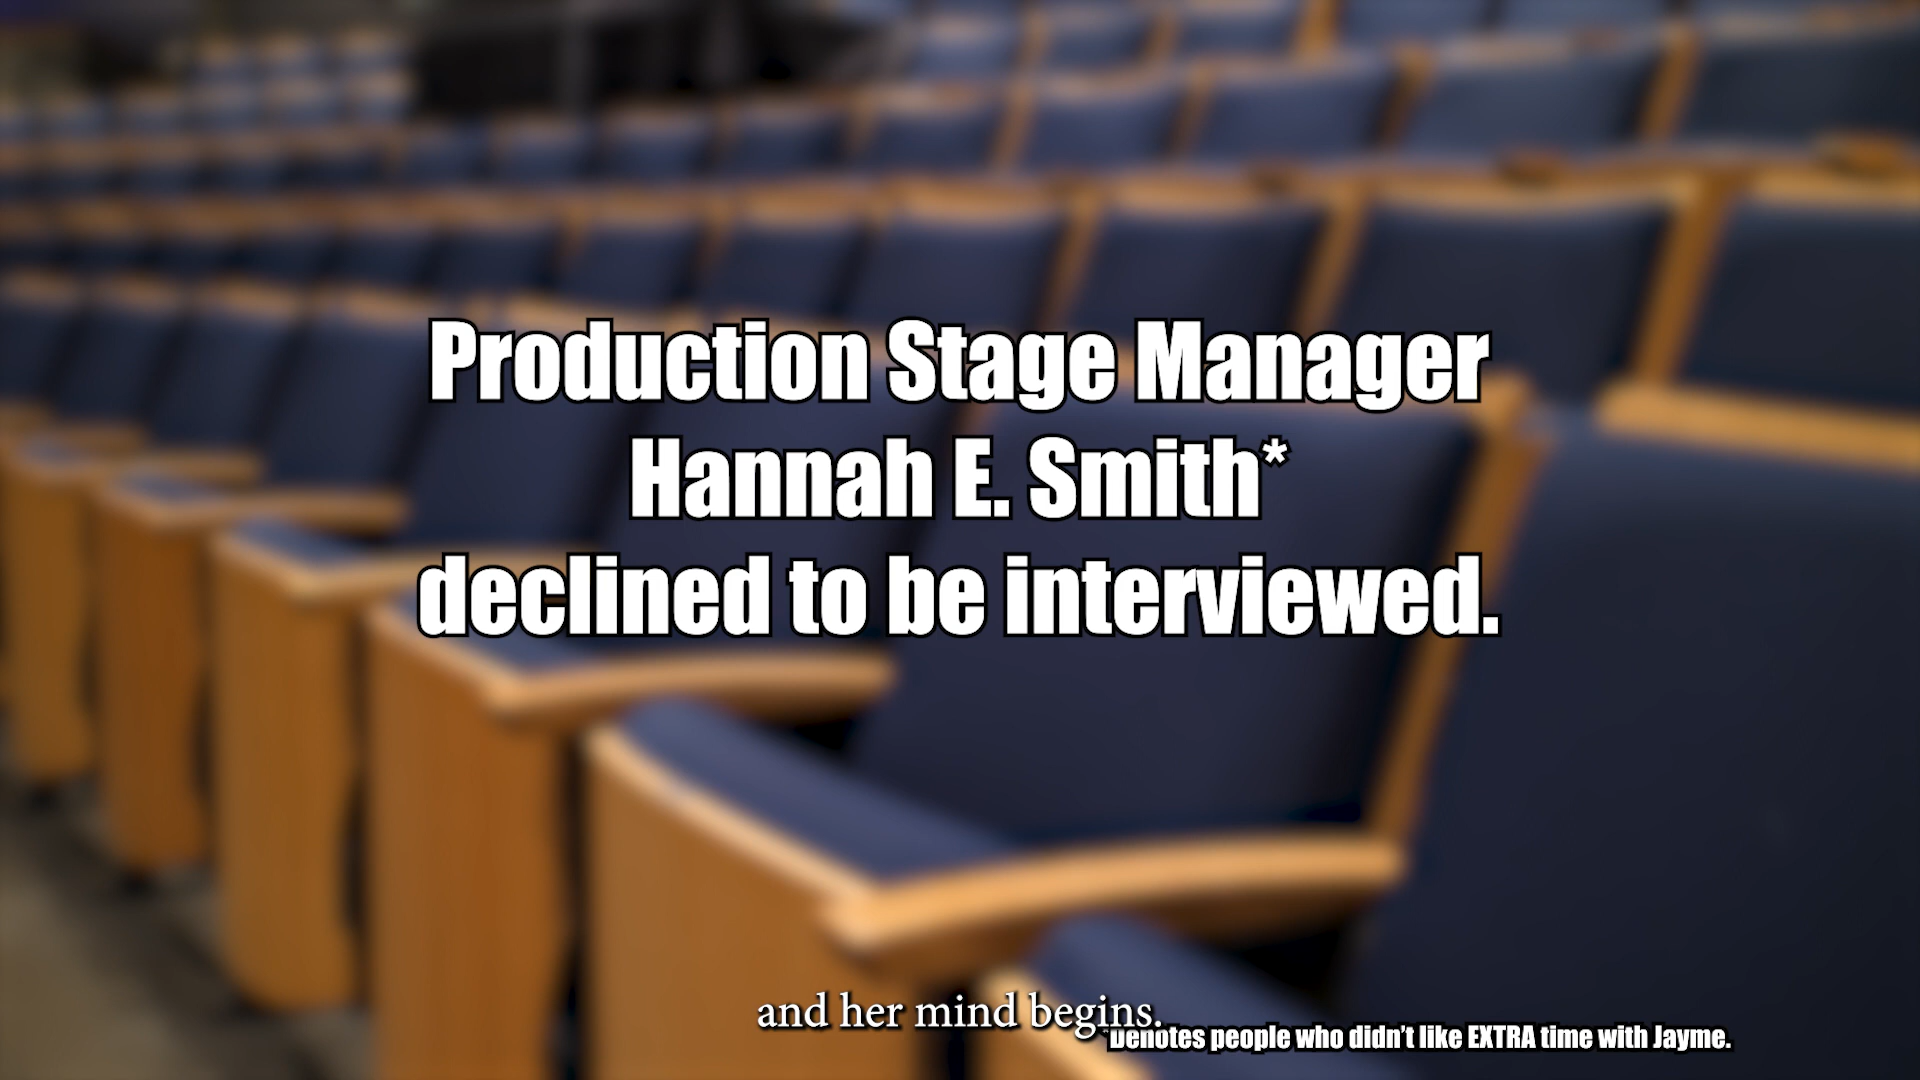 Production Stage Manager
Hannah E. Smith*
declined to be interviewed.
and her mind begins.
*Denotes people who didn't like EXTRA time with Jayme.